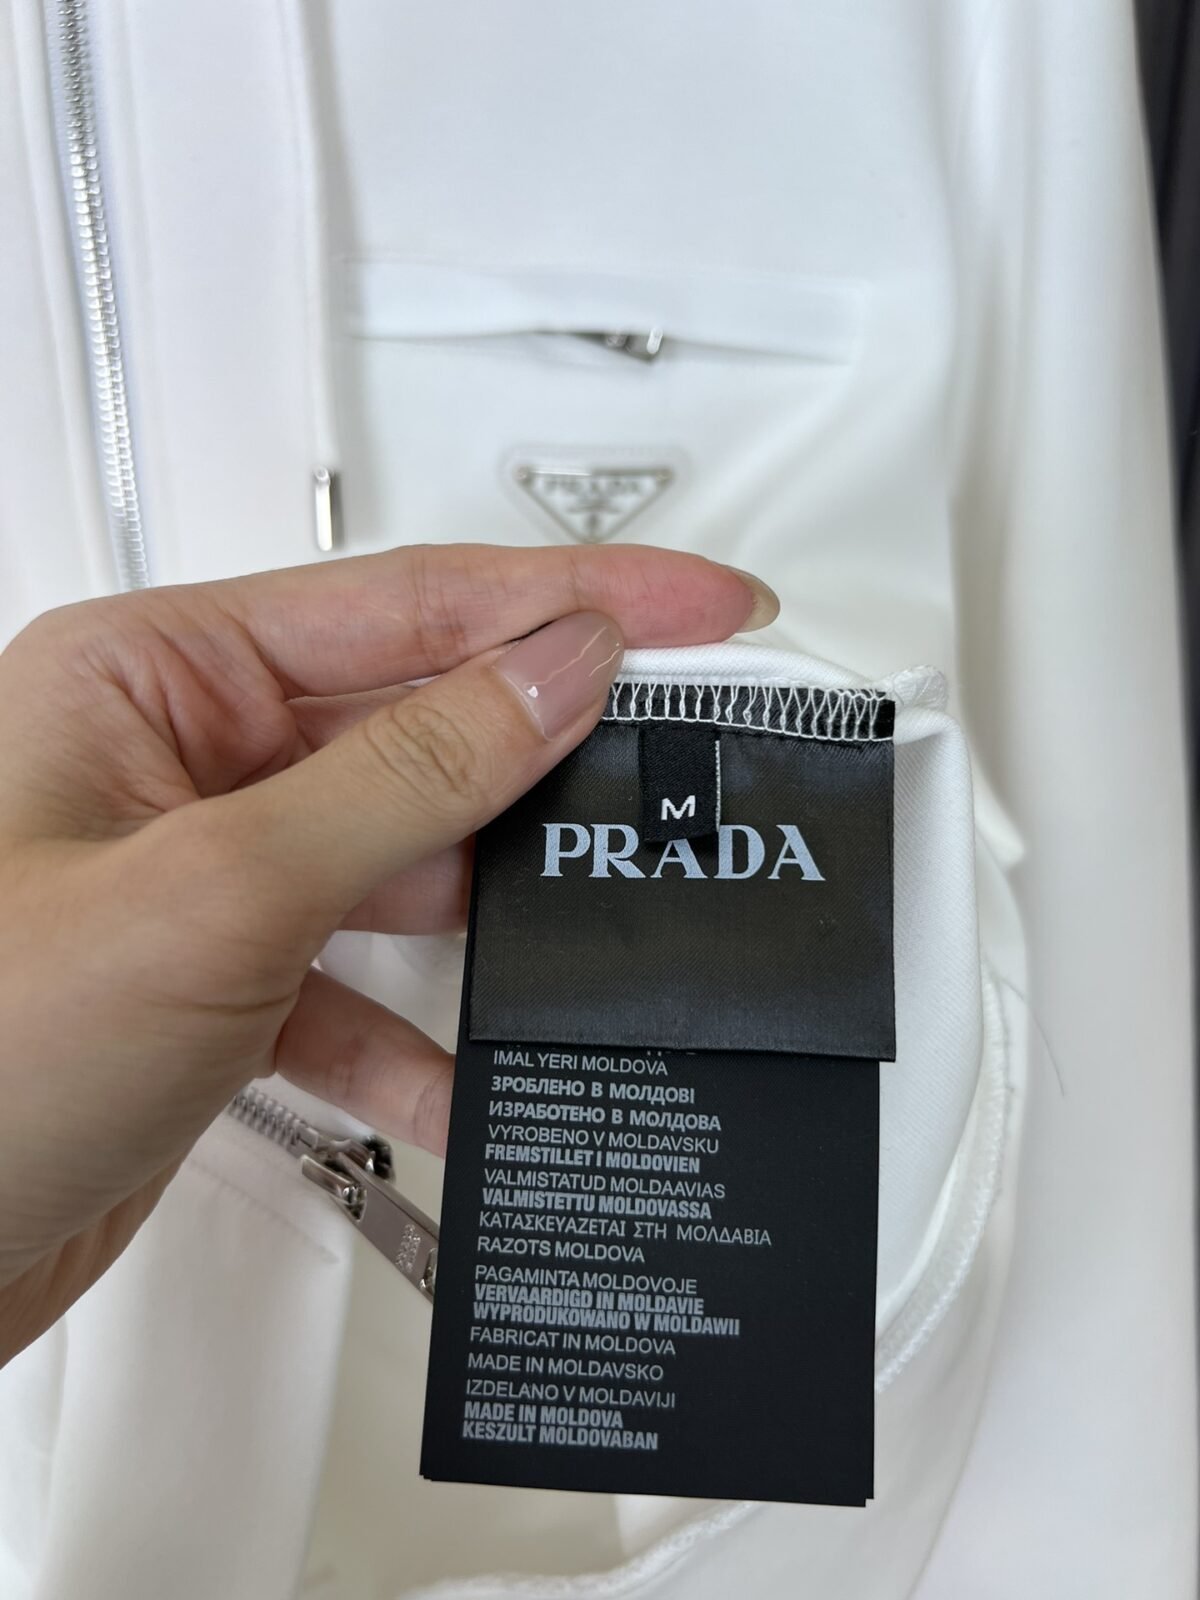 PRADA
M
PRADA
IMAL YERI MOLDOVA
ЗРОБЛЕНО В МОЛДОВІ
ИЗРАБОТЕНО В МОЛДОВА
VYROBENO V MOLDAVSKU
FREMSTILLET I MOLDOVIEN
VALMISTATUD MOLDAAVIAS
VALMISTETTU MOLDOVASSA
ΚΑΤΑΣΚΕΥΑΖΕΤΑΙ ΣΤΗ ΜΟΛΔΑΒΙΑ
RAZOTS MOLDOVA
PAGAMINTA MOLDOVOJE
VERVAARDIGD IN MOLDAVIE
WYPRODUKOWANO W MOLDAWII
FABRICAT IN MOLDOVA
MADE IN MOLDAVSKO
IZDELANO V MOLDAVIJI
MADE IN MOLDOVA
KESZULT MOLDOVABAN